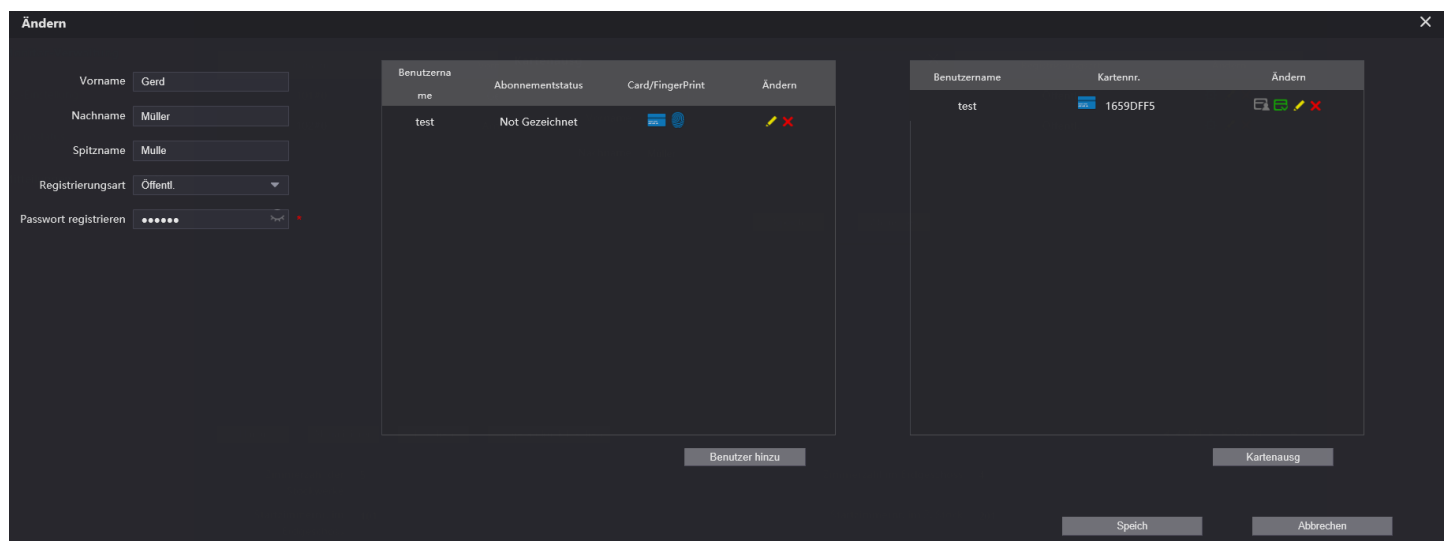 Ändern
Vorname Gerd
Nachname Müller
Spitzname Mulle
Registrierungsart Öffentl.
Passwort registrieren •••••• *
Benutzerna
me Abonnementstatus Card/FingerPrint Ändern
test Not Gezeichnet
Benutzer hinzu
Benutzername Kartennr. Ändern
test 1659DFF5
Kartenausg
Speich Abbrechen